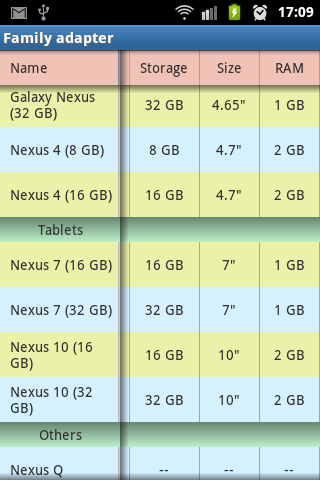 17:09
Family adapter
Name Storage Size RAM
Galaxy Nexus
(32 GB) 32 GB 4.65" 1 GB
Nexus 4 (8 GB) 8 GB 4.7" 2 GB
Nexus 4 (16 GB) 16 GB 4.7" 2 GB
Tablets
Nexus 7 (16 GB) 16 GB 7" 1 GB
Nexus 7 (32 GB) 32 GB 7" 1 GB
Nexus 10 (16
GB) 16 GB 10" 2 GB
Nexus 10 (32
GB) 32 GB 10" 2 GB
Others
Nexus Q -- -- --